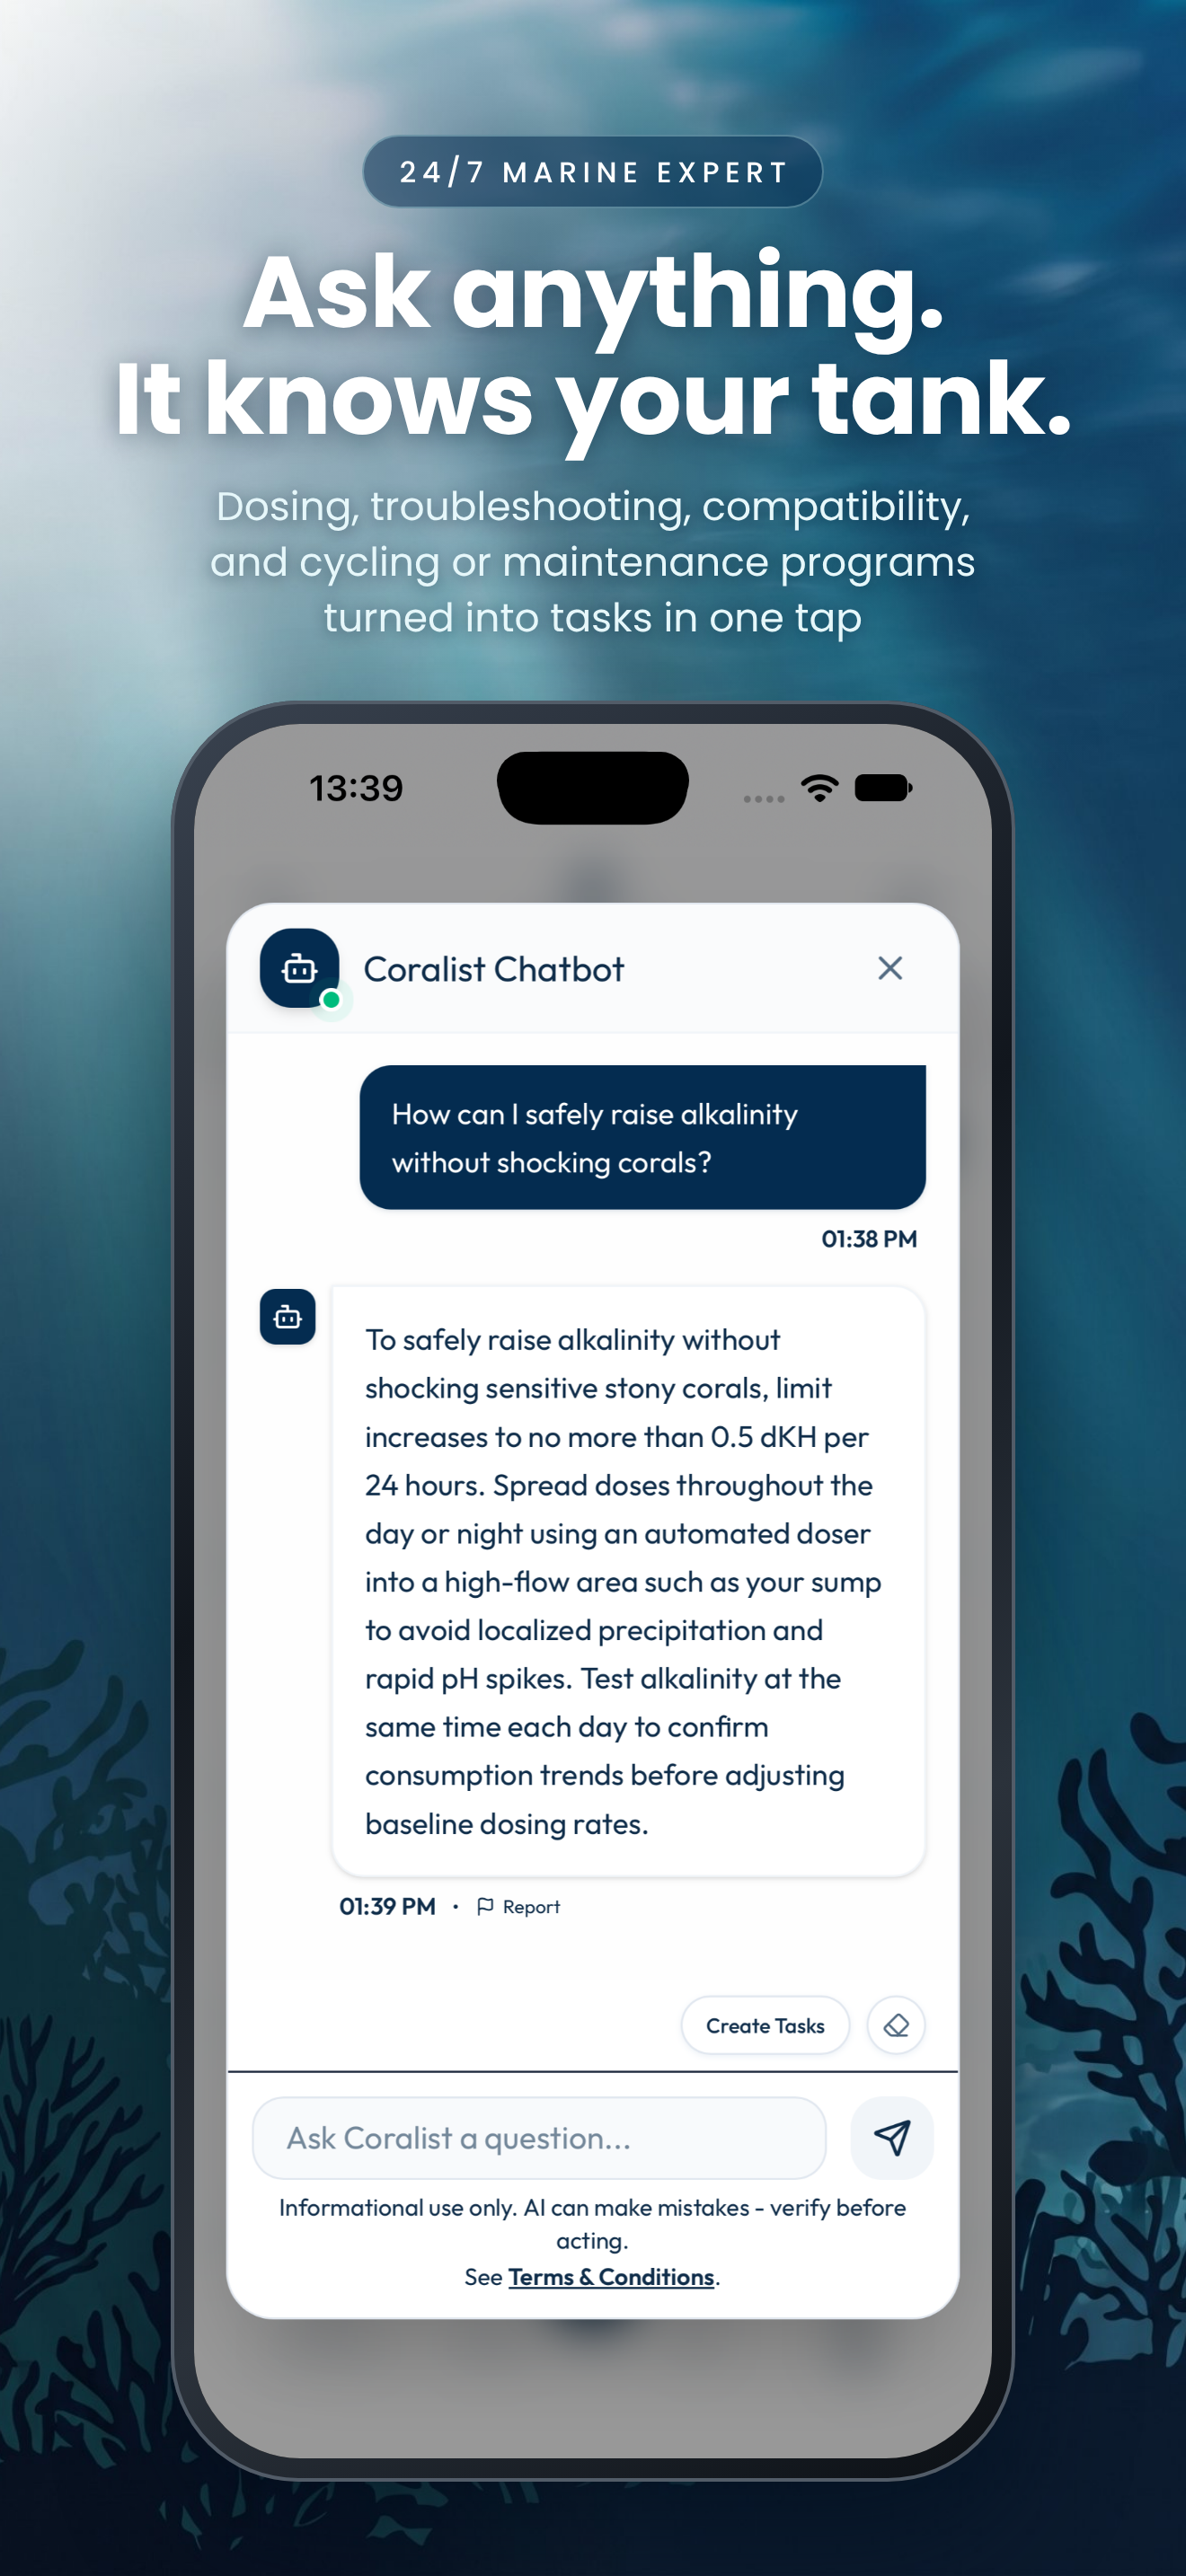 24/7 MARINE EXPERT
Ask anything.
It knows your tank.
Dosing, troubleshooting, compatibility,
and cycling or maintenance programs
turned into tasks in one tap
13:39
Coralist Chatbot
How can I safely raise alkalinity
without shocking corals?
01:38 PM
To safely raise alkalinity without
shocking sensitive stony corals, limit
increases to no more than 0.5 dKH per
24 hours. Spread doses throughout the
day or night using an automated doser
into a high-flow area such as your sump
to avoid localized precipitation and
rapid pH spikes. Test alkalinity at the
same time each day to confirm
consumption trends before adjusting
baseline dosing rates.
01:39 PM • Report
Create Tasks
Ask Coralist a question...
Informational use only. AI can make mistakes - verify before
acting.
See Terms & Conditions.